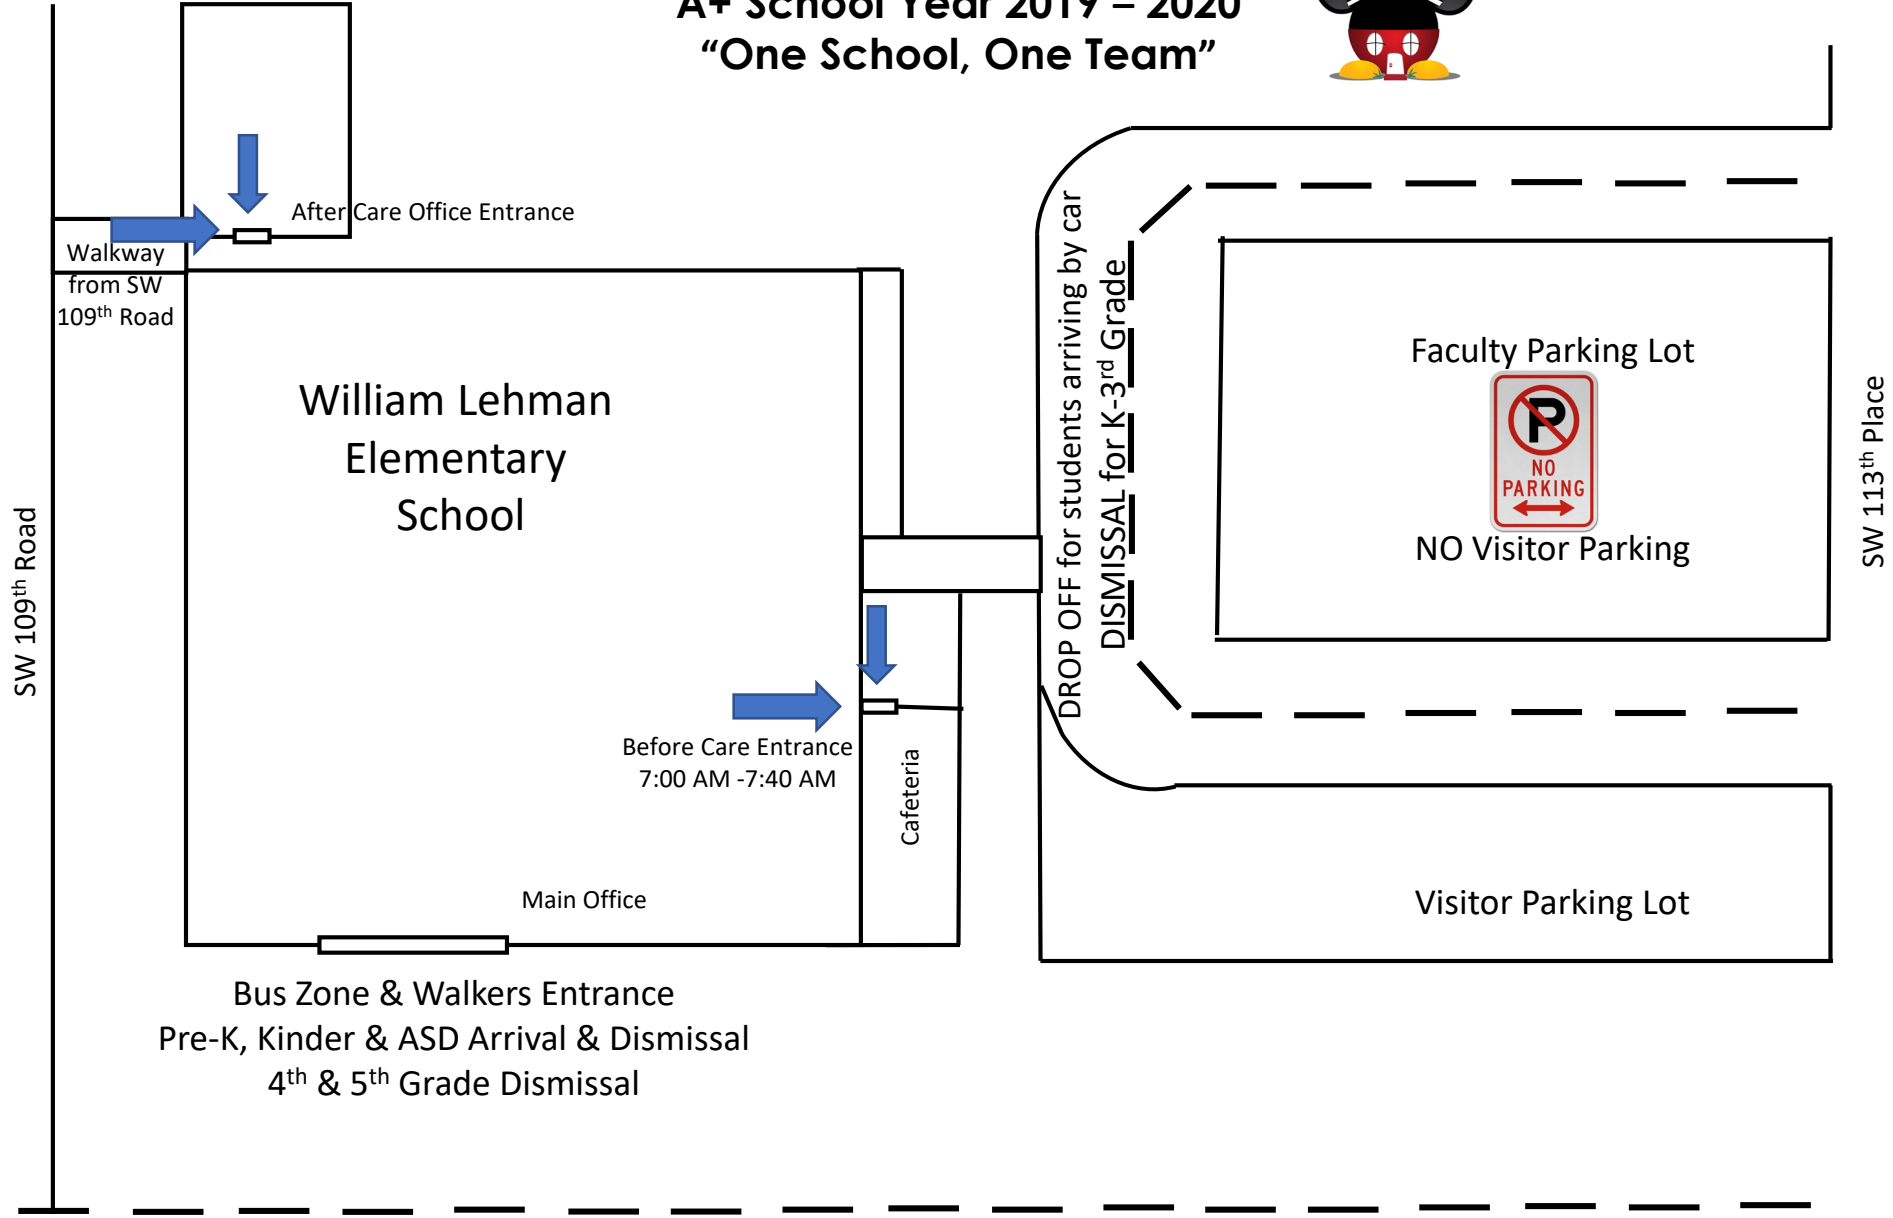 A+ School Year 2019 – 2020
“One School, One Team”
After Care Office Entrance
Walkway
from SW
109th Road
William Lehman
Elementary
School
SW 109th Road
Before Care Entrance
7:00 AM -7:40 AM
Cafeteria
Main Office
Bus Zone & Walkers Entrance
Pre-K, Kinder & ASD Arrival & Dismissal
4th & 5th Grade Dismissal
DROP OFF for students arriving by car
DISMISSAL for K-3rd Grade
Faculty Parking Lot
P
NO
PARKING
NO Visitor Parking
SW 113th Place
Visitor Parking Lot